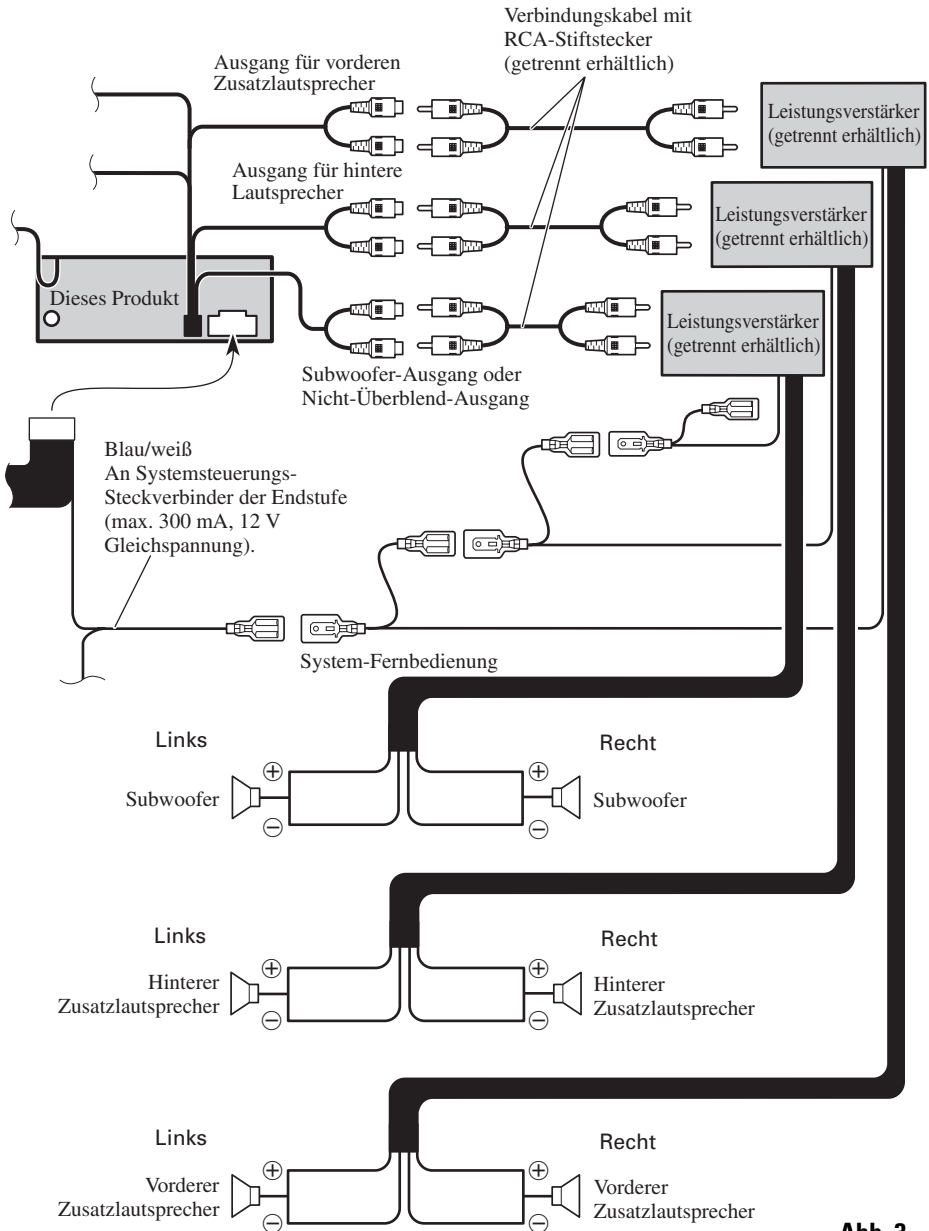 Verbindungskabel mit
RCA-Stiftstecker
(getrennt erhältlich)
Ausgang für vorderen
Zusatzlautsprecher
Leistungsverstärker
(getrennt erhältlich)
Ausgang für hintere
Lautsprecher
Leistungsverstärker
(getrennt erhältlich)
Dieses Produkt
Leistungsverstärker
(getrennt erhältlich)
Subwoofer-Ausgang oder
Nicht-Überblend-Ausgang
Blau/weiß
An Systemsteuerungs-
Steckverbinder der Endstufe
(max. 300 mA, 12 V
Gleichspannung).
System-Fernbedienung
Links
Recht
⊕
⊕
Subwoofer
Subwoofer
⊖
⊖
Links
Recht
⊕
⊕
Hinterer
Zusatzlautsprecher
Hinterer
Zusatzlautsprecher
⊖
⊖
Links
Recht
⊕
⊕
Vorderer
Zusatzlautsprecher
Vorderer
Zusatzlautsprecher
⊖
⊖